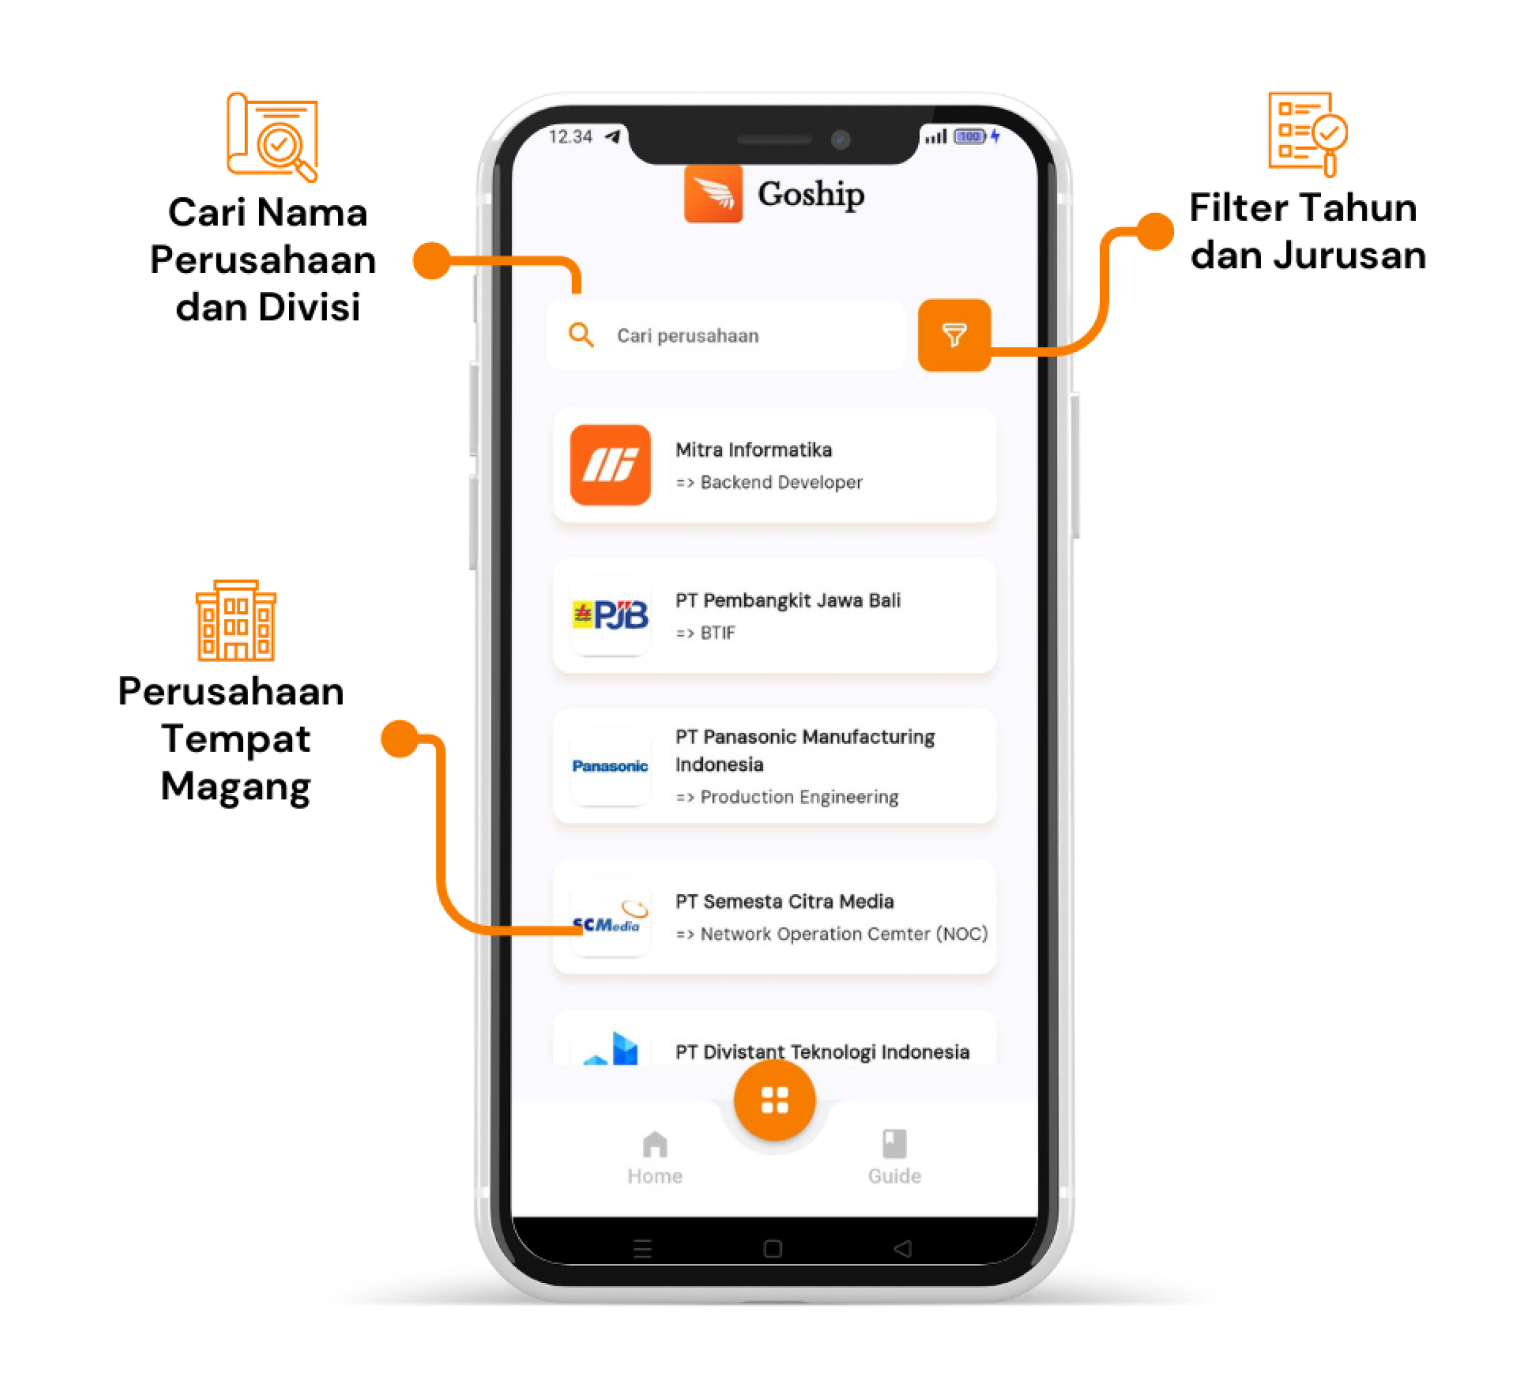 Cari Nama
Perusahaan
dan Divisi
Filter Tahun
dan Jurusan
Perusahaan
Tempat
Magang
12.34
100
Goship
Cari perusahaan
Mitra Informatika
=> Backend Developer
PJB
PT Pembangkit Jawa Bali
=> BTIF
Panasonic
PT Panasonic Manufacturing
Indonesia
=> Production Engineering
SCMedia
PT Semesta Citra Media
=> Network Operation Cemter (NOC)
PT Divistant Teknologi Indonesia
Home
Guide